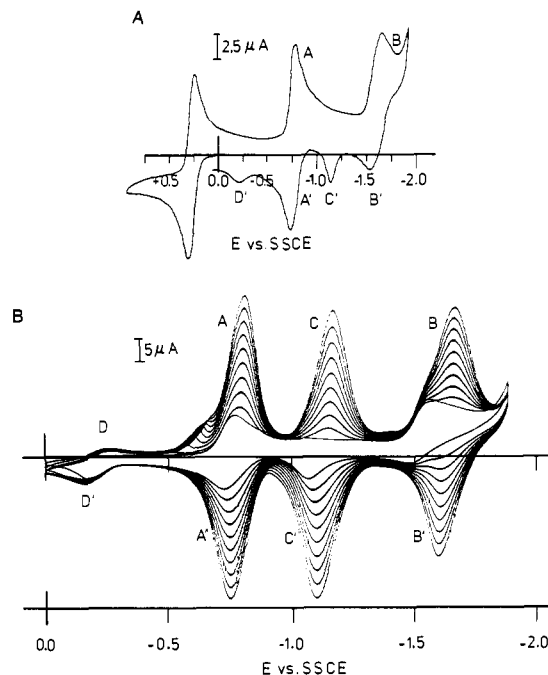 A
2.5 μA
A
B
+0.5 0.0 -0.5 -1.0 -1.5 -2.0
D' A' C' B'
E vs. SSCE
B
5 μA
A C B
D
D'
A' C' B'
0.0 -0.5 -1.0 -1.5 -2.0
E vs. SSCE